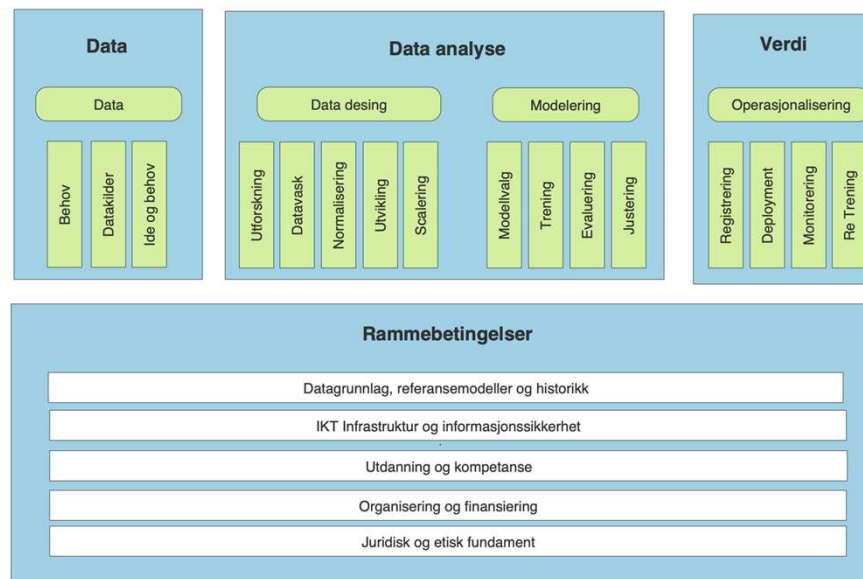 Data
Data
Behov
Datakilder
Ide og behov
Data analyse
Data desing
Utforskning
Datavask
Normalisering
Utvikling
Scalering
Modelering
Modellvalg
Trening
Evaluering
Justering
Verdi
Operasjonalisering
Registrering
Deployment
Monitorering
Re Trening
Rammebetingelser
Datagrunnlag, referansemodeller og historikk
IKT Infrastruktur og informasjonssikkerhet
Utdanning og kompetanse
Organisering og finansiering
Juridisk og etisk fundament